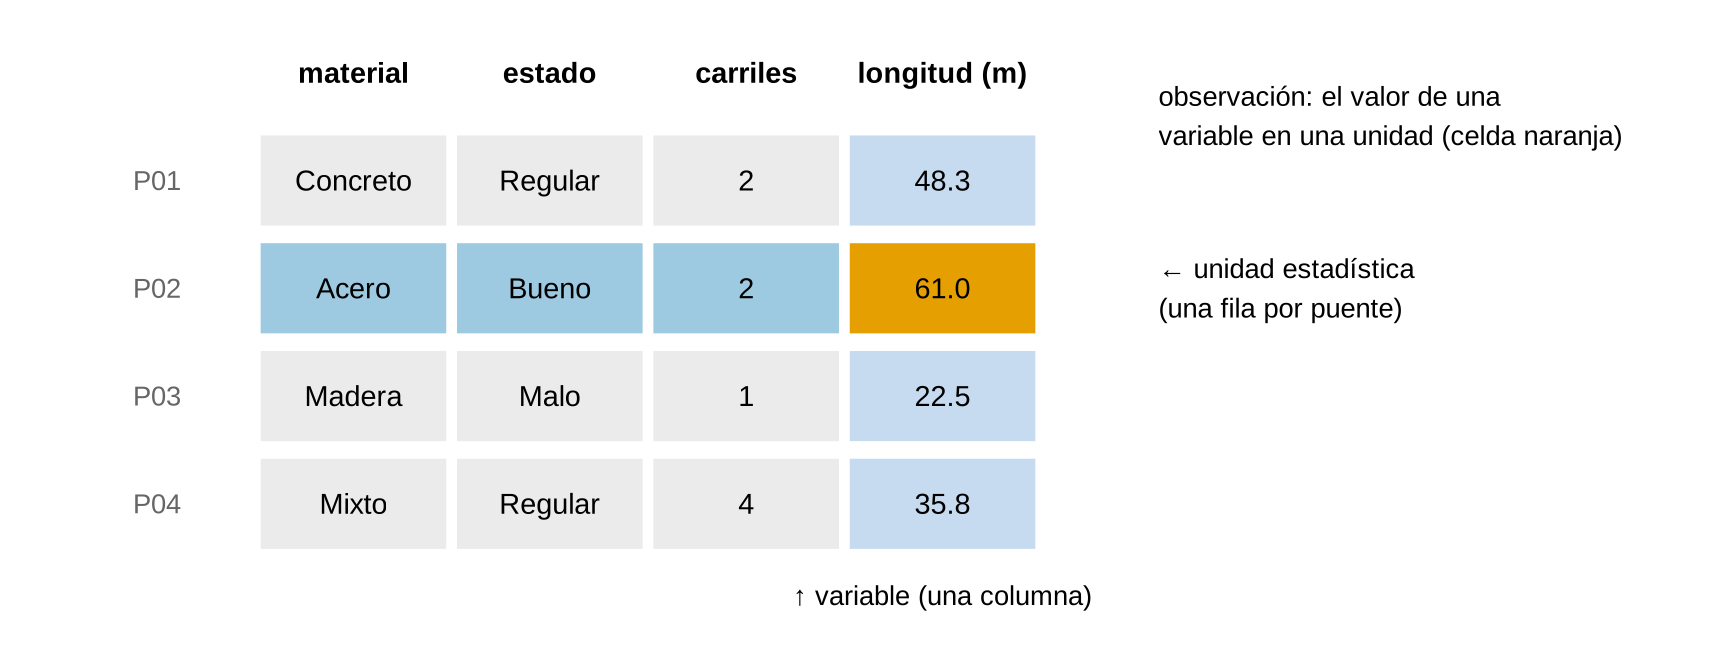 material estado carriles longitud (m)
observación: el valor de una
variable en una unidad (celda naranja)
P01 Concreto Regular 2 48.3
← unidad estadística
(una fila por puente)
P02 Acero Bueno 2 61.0
P03 Madera Malo 1 22.5
P04 Mixto Regular 4 35.8
↑ variable (una columna)